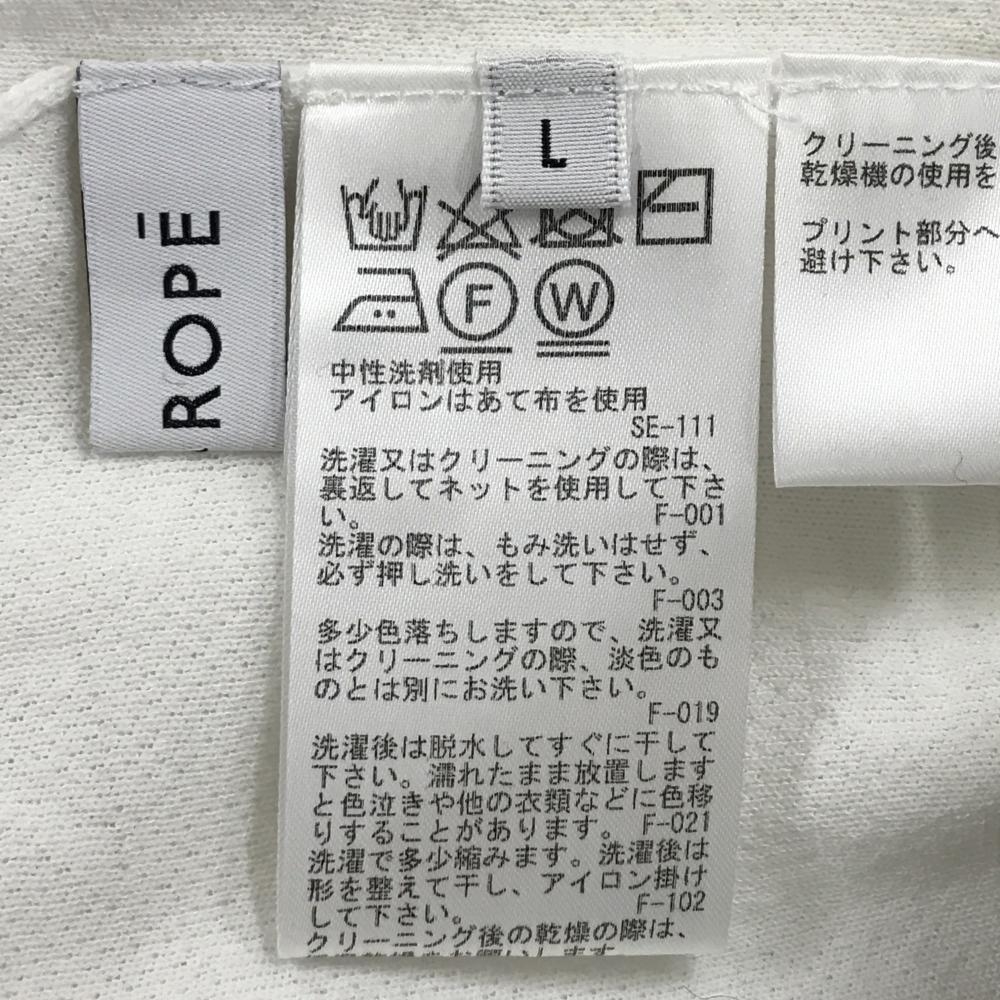 ROPÉ
L
F
W
中性洗剤使用
アイロンはあて布を使用
SE-111
洗濯又はクリーニングの際は、
裏返してネットを使用して下さ
い。 F-001
洗濯の際は、もみ洗いはせず、
必ず押し洗いをして下さい。
F-003
多少色落ちしますので、洗濯又
はクリーニングの際、淡色のも
のとは別にお洗い下さい。
F-019
洗濯後は脱水してすぐに干して
下さい。濡れたまま放置します
と色泣きや他の衣類などに色移
りすることがあります。 F-021
洗濯で多少縮みます。洗濯後は
形を整えて干し、アイロン掛け
して下さい。 F-102
クリーニング後の乾燥の際は、
クリーニング後
乾燥機の使用を
プリント部分へ
避け下さい。